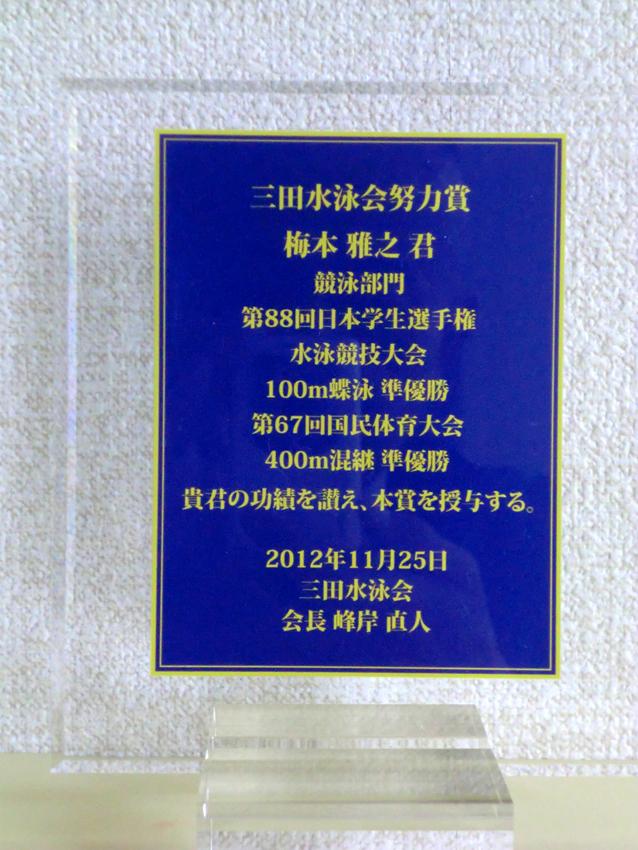 三田水泳会努力賞
梅本 雅之 君
競泳部門
第88回日本学生選手権
水泳競技大会
100m蝶泳 準優勝
第67回国民体育大会
400m混継 準優勝
貴君の功績を讃え、本賞を授与する。
2012年11月25日
三田水泳会
会長 峰岸 直人